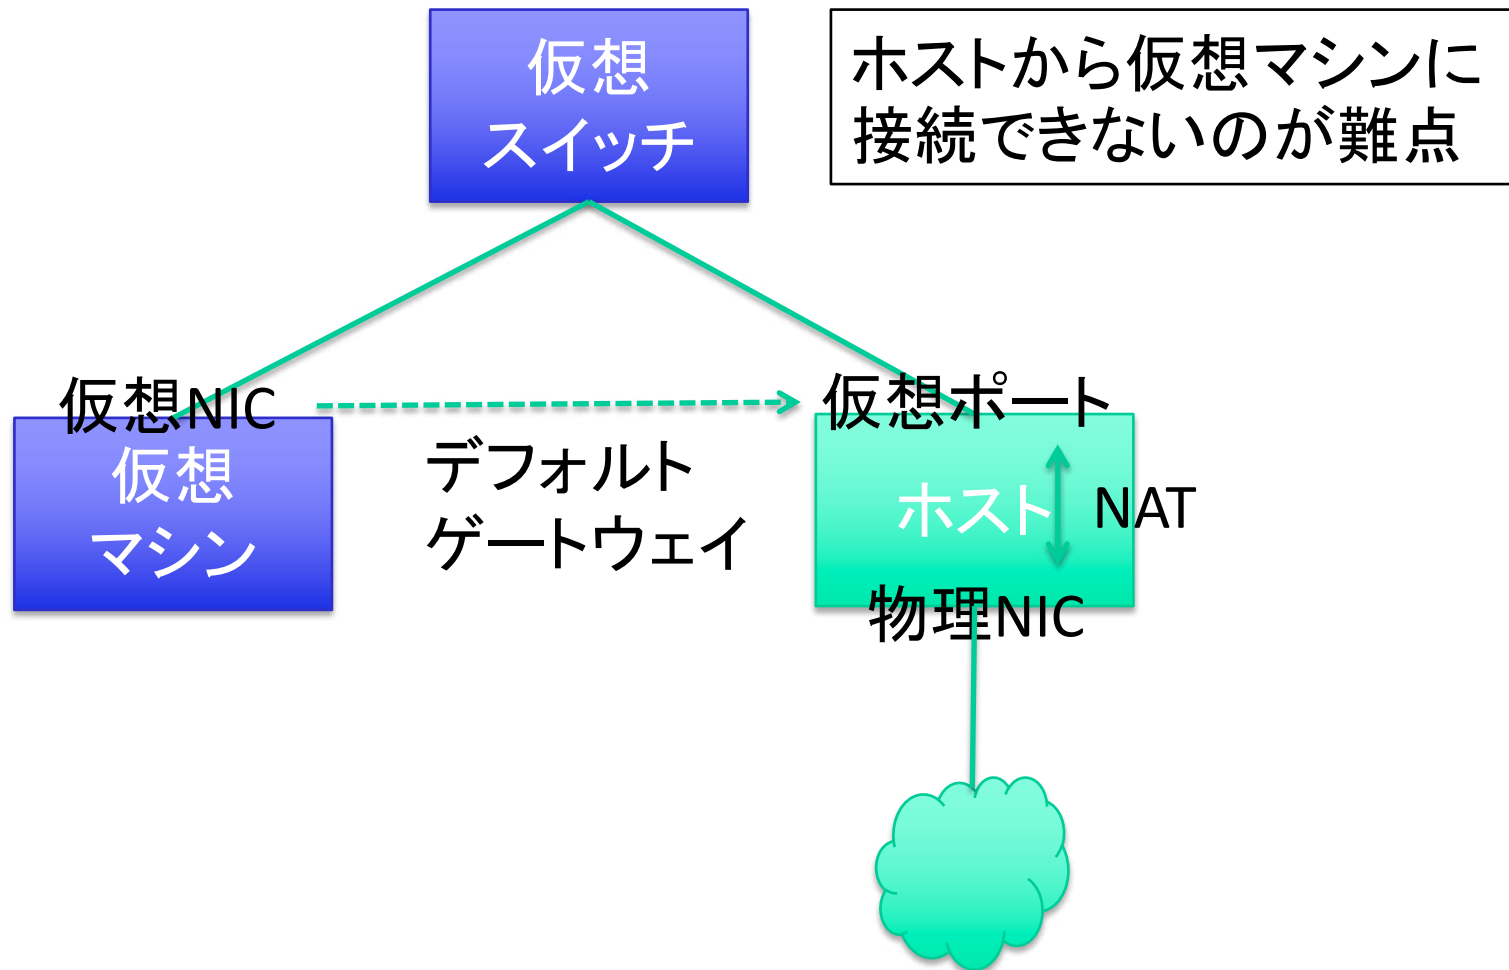 仮想
スイッチ
ホストから仮想マシンに
接続できないのが難点
仮想NIC
仮想
マシン
デフォルト
ゲートウェイ
仮想ポート
ホスト
NAT
物理NIC